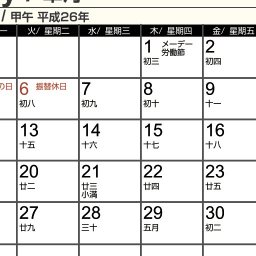 / 甲午 平成26年
火/ 星期二 水/ 星期三 木/ 星期四 金/ 星期五
1 メーデー 2
労働節
初三 初四
の日 6 振替休日 7 8 9
初八 初九 初十 十一
13 14 15 16
十五 十六 十七 十八
20 21 22 23
廿二 廿三 廿四 廿五
小満
27 28 29 30
廿九 三十 五月 初二